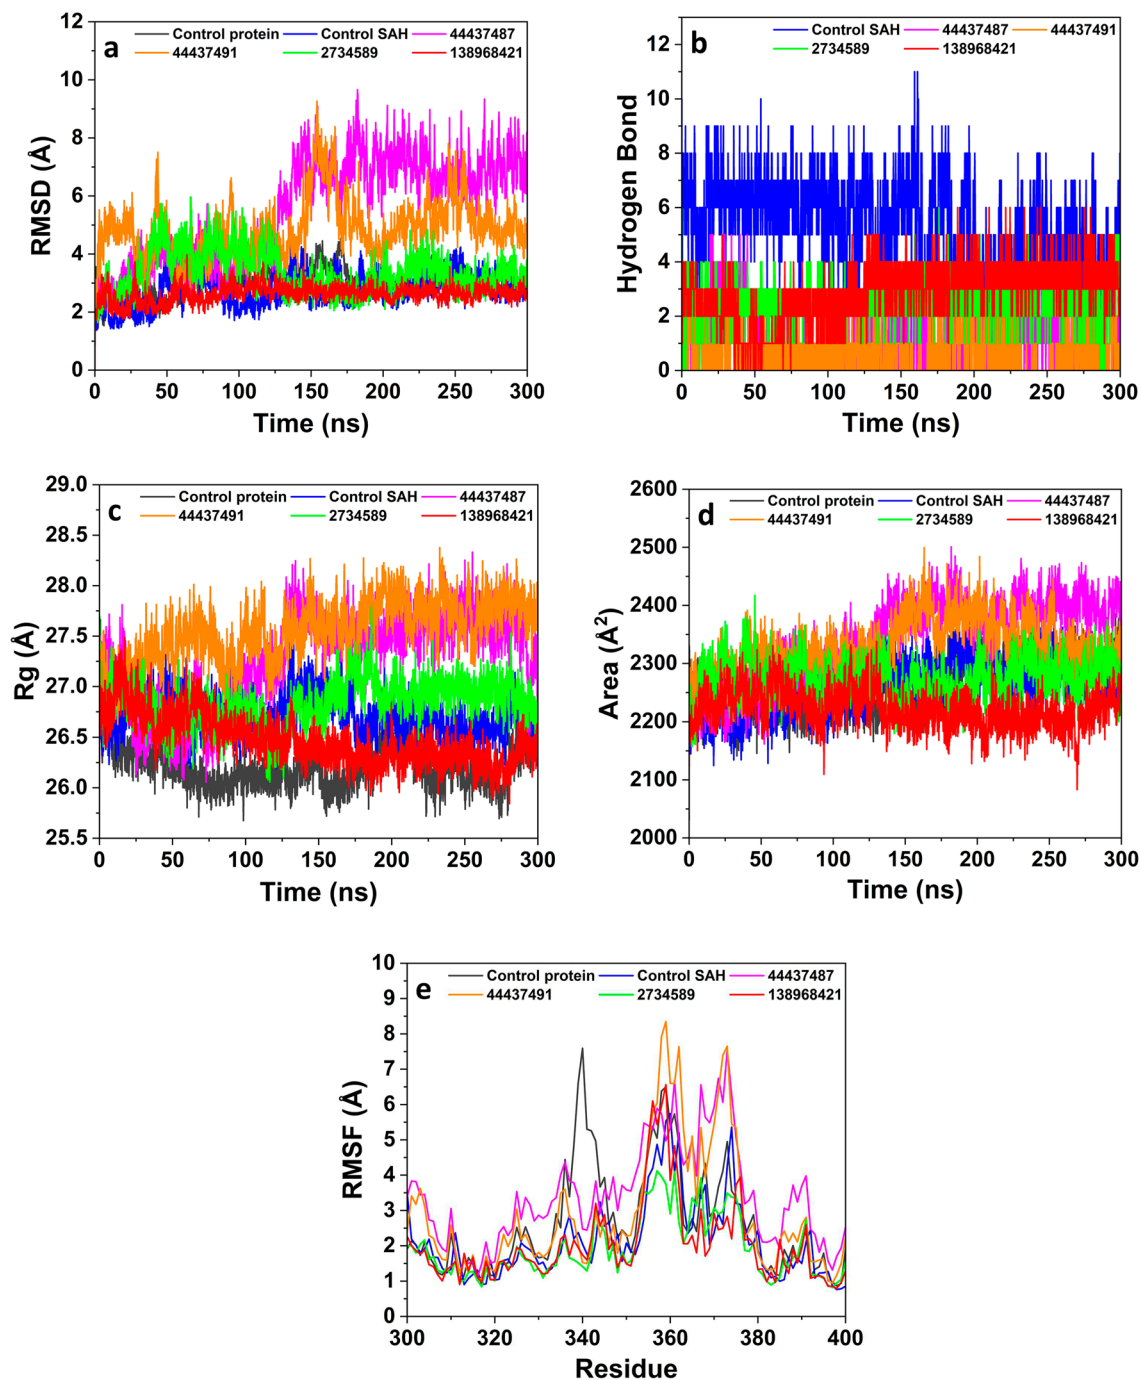 a
Control protein Control SAH 44437487
44437491 2734589 138968421
RMSD (Å)
12
10
8
6
4
2
0
0 50 100 150 200 250 300
Time (ns)
b
Control SAH 44437487 44437491
2734589 138968421
Hydrogen Bond
12
10
8
6
4
2
0
0 50 100 150 200 250 300
Time (ns)
c
Control protein Control SAH 44437487
44437491 2734589 138968421
Rg (Å)
29.0
28.5
28.0
27.5
27.0
26.5
26.0
25.5
0 50 100 150 200 250 300
Time (ns)
d
Control protein Control SAH 44437487
44437491 2734589 138968421
Area (Å²)
2600
2500
2400
2300
2200
2100
2000
0 50 100 150 200 250 300
Time (ns)
e
Control protein Control SAH 44437487
44437491 2734589 138968421
RMSF (Å)
10
9
8
7
6
5
4
3
2
1
0
300 320 340 360 380 400
Residue